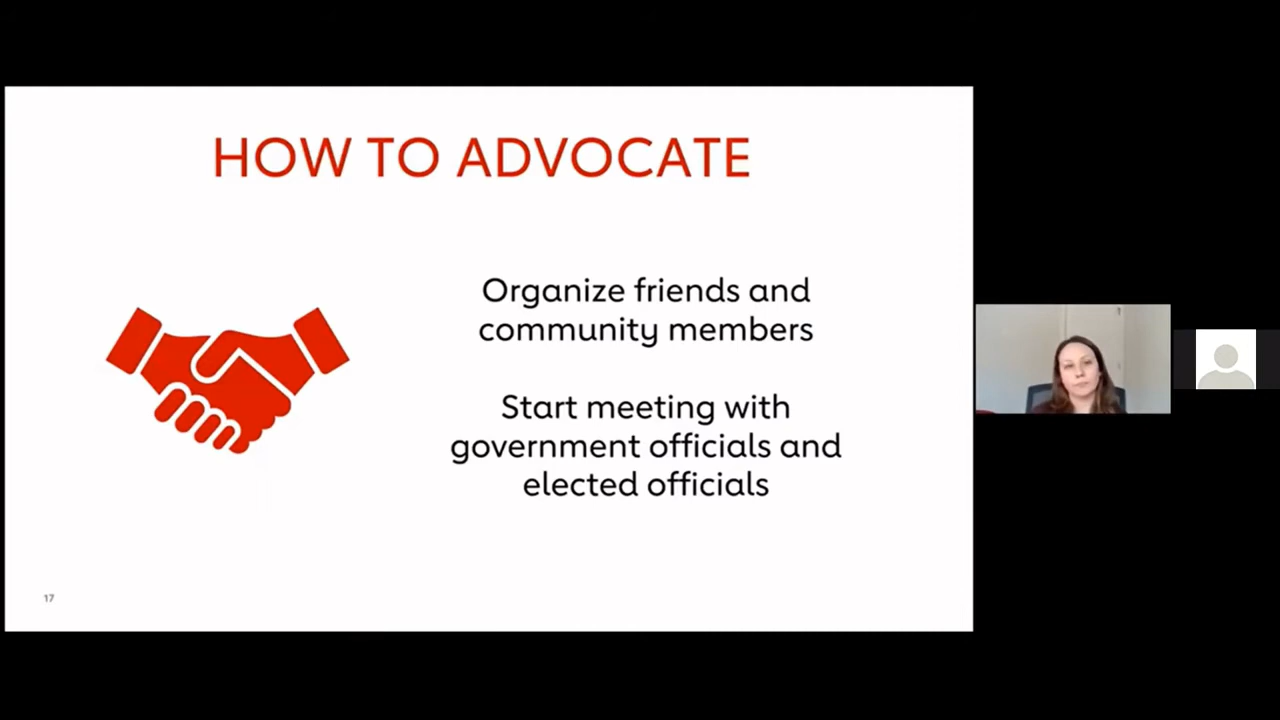 HOW TO ADVOCATE
Organize friends and
community members
Start meeting with
government officials and
elected officials
17